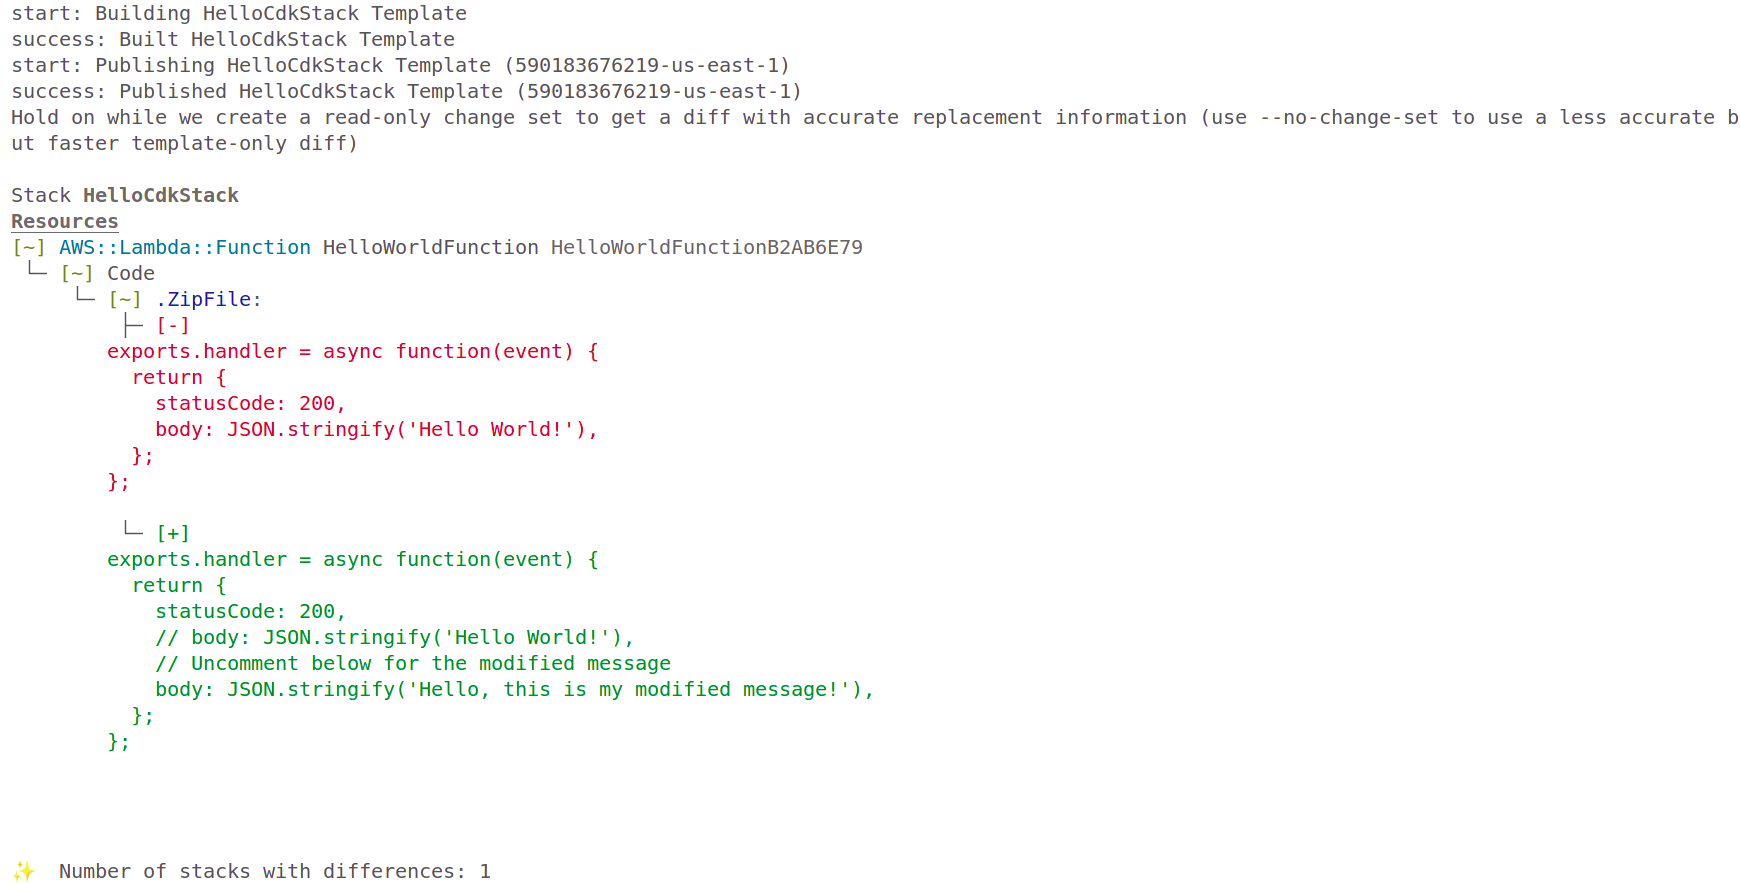 start: Building HelloCdkStack Template
success: Built HelloCdkStack Template
start: Publishing HelloCdkStack Template (590183676219-us-east-1)
success: Published HelloCdkStack Template (590183676219-us-east-1)
Hold on while we create a read-only change set to get a diff with accurate replacement information (use --no-change-set to use a less accurate b
ut faster template-only diff)

Stack HelloCdkStack
Resources
[~] AWS::Lambda::Function HelloWorldFunction HelloWorldFunctionB2AB6E79
 └─ [~] Code
     └─ [~] .ZipFile:
         ├─ [-]
        exports.handler = async function(event) {
          return {
            statusCode: 200,
            body: JSON.stringify('Hello World!'),
          };
        };

         └─ [+]
        exports.handler = async function(event) {
          return {
            statusCode: 200,
            // body: JSON.stringify('Hello World!'),
            // Uncomment below for the modified message
            body: JSON.stringify('Hello, this is my modified message!'),
          };
        };

✨  Number of stacks with differences: 1